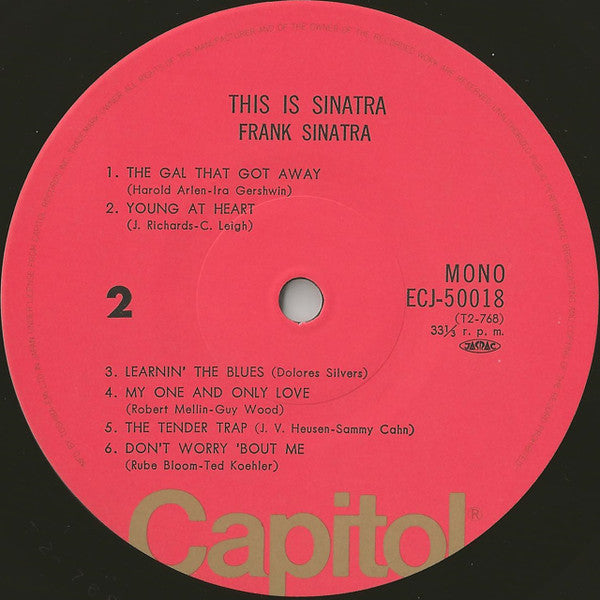 THIS IS SINATRA
FRANK SINATRA
1. THE GAL THAT GOT AWAY
(Harold Arlen-Ira Gershwin)
2. YOUNG AT HEART
(J. Richards-C. Leigh)
2
MONO
ECJ-50018
(T2-768)
33⅓ r. p. m.
JASRAC
3. LEARNIN' THE BLUES (Dolores Silvers)
4. MY ONE AND ONLY LOVE
(Robert Mellin-Guy Wood)
5. THE TENDER TRAP (J. V. Heusen-Sammy Cahn)
6. DON'T WORRY 'BOUT ME
(Rube Bloom-Ted Koehler)
Capitol®